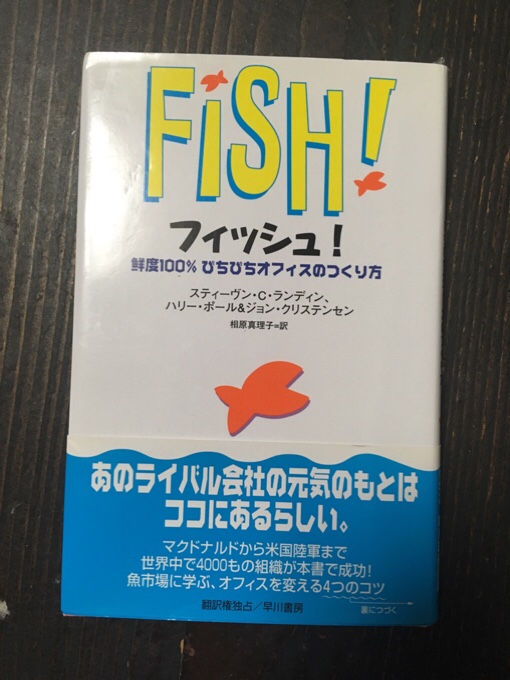 FiSH!
フィッシュ!
鮮度100% ぴちぴちオフィスのつくり方
スティーヴン・C・ランディン、
ハリー・ポール&ジョン・クリステンセン
相原真理子=訳
あのライバル会社の元気のもとは
ココにあるらしい。
マクドナルドから米国陸軍まで
世界中で4000もの組織が本書で成功!
魚市場に学ぶ、オフィスを変える4つのコツ
翻訳権独占/早川書房
裏につづく